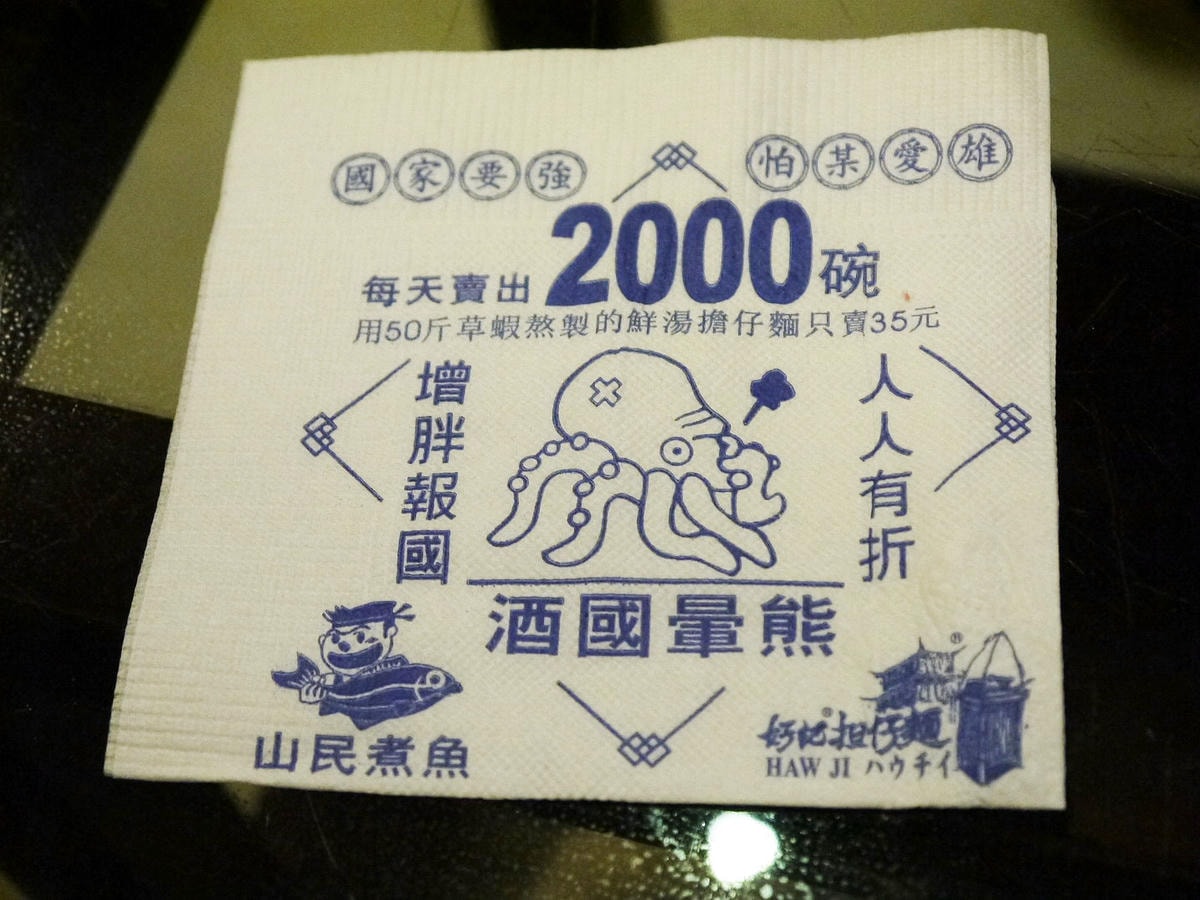 國家要強
怕某愛雄
每天賣出2000碗
用50斤草蝦熬製的鮮湯擔仔麵只賣35元
增胖報國
人人有折
酒國暈熊
山民煮魚
®
®
好記担仔麵
HAW JI ハウチイ